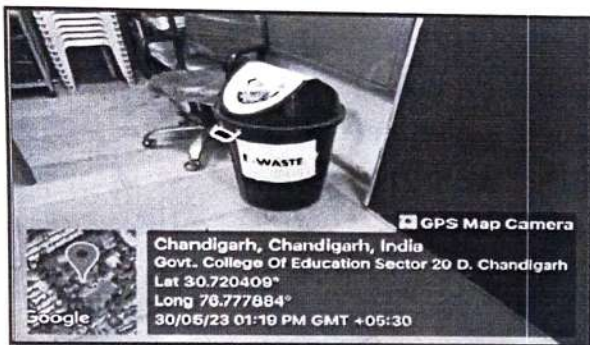 E-WASTE
GPS Map Camera
Chandigarh, Chandigarh, India
Govt. College Of Education Sector 20 D. Chandigarh
Lat 30.720409°
Long 76.777884°
30/05/23 01:19 PM GMT +05:30
Google